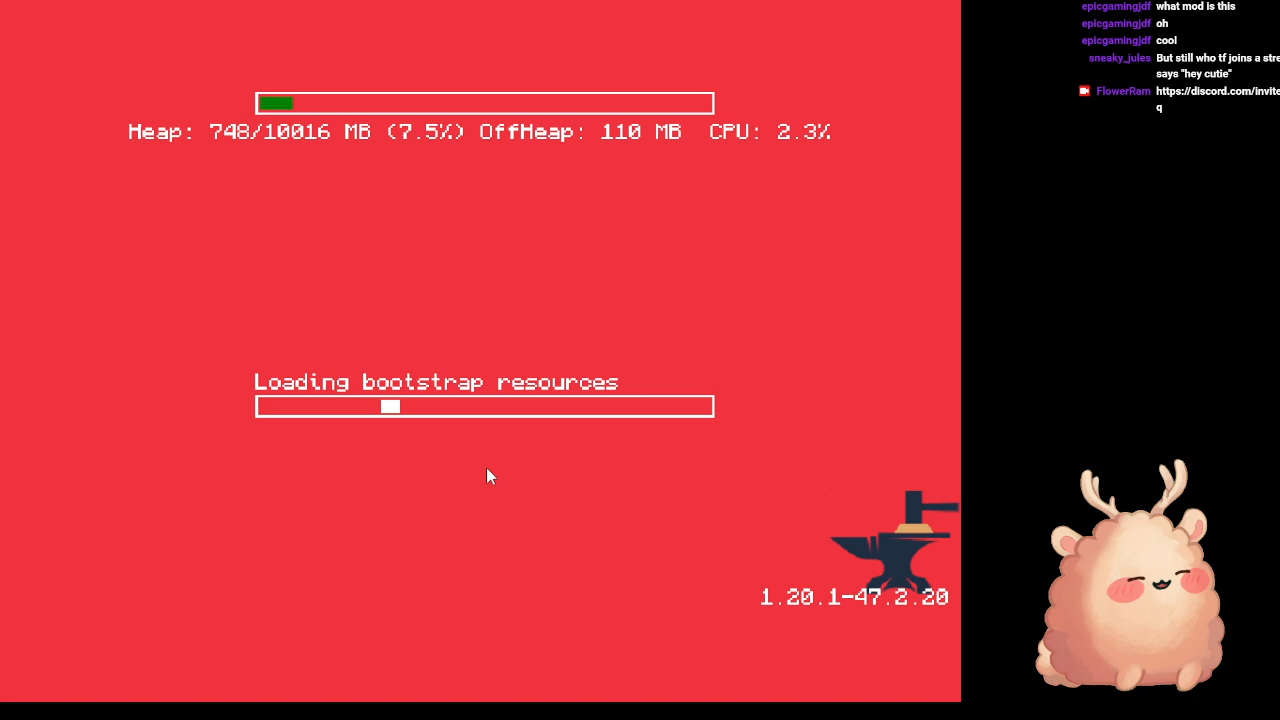 Heap: 748/10016 MB (7.5%) OffHeap: 110 MB  CPU: 2.3%
Loading bootstrap resources
1.20.1-47.2.20
epicgamingjdf what mod is this
epicgamingjdf oh
epicgamingjdf cool
sneaky_jules But still who tf joins a stre
says "hey cutie"
FlowerRam https://discord.com/invite
q